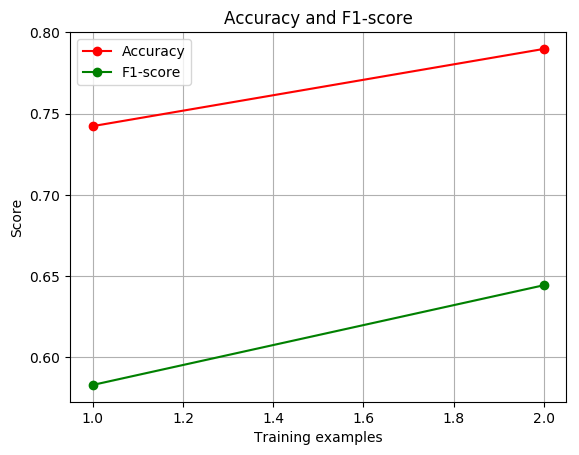 Accuracy and F1-score
Accuracy
F1-score
0.80
0.75
0.70
0.65
0.60
Score
1.0 1.2 1.4 1.6 1.8 2.0
Training examples